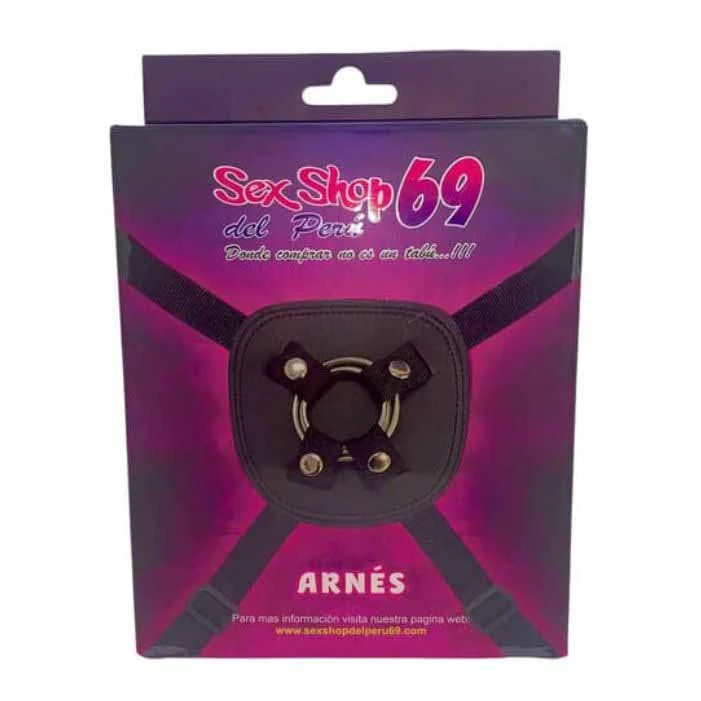 Sex Shop 69
del Perú
Donde comprar no es un tabú...!!!
ARNÉS
Para mas información visita nuestra pagina web:
www.sexshopdelperu69.com